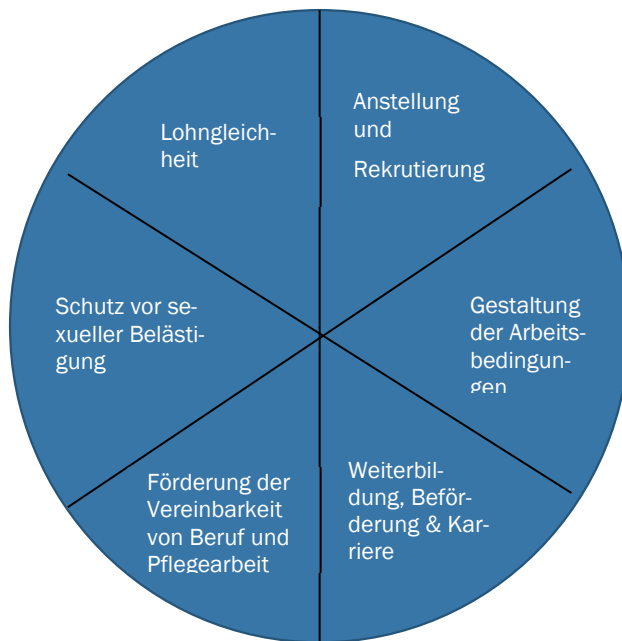 Anstellung
und
Rekrutierung
Gestaltung
der Arbeits-
bedingun-
gen
Weiterbil-
dung, Beför-
derung & Kar-
riere
Förderung der
Vereinbarkeit
von Beruf und
Pflegearbeit
Schutz vor se-
xueller Belästi-
gung
Lohngleich-
heit